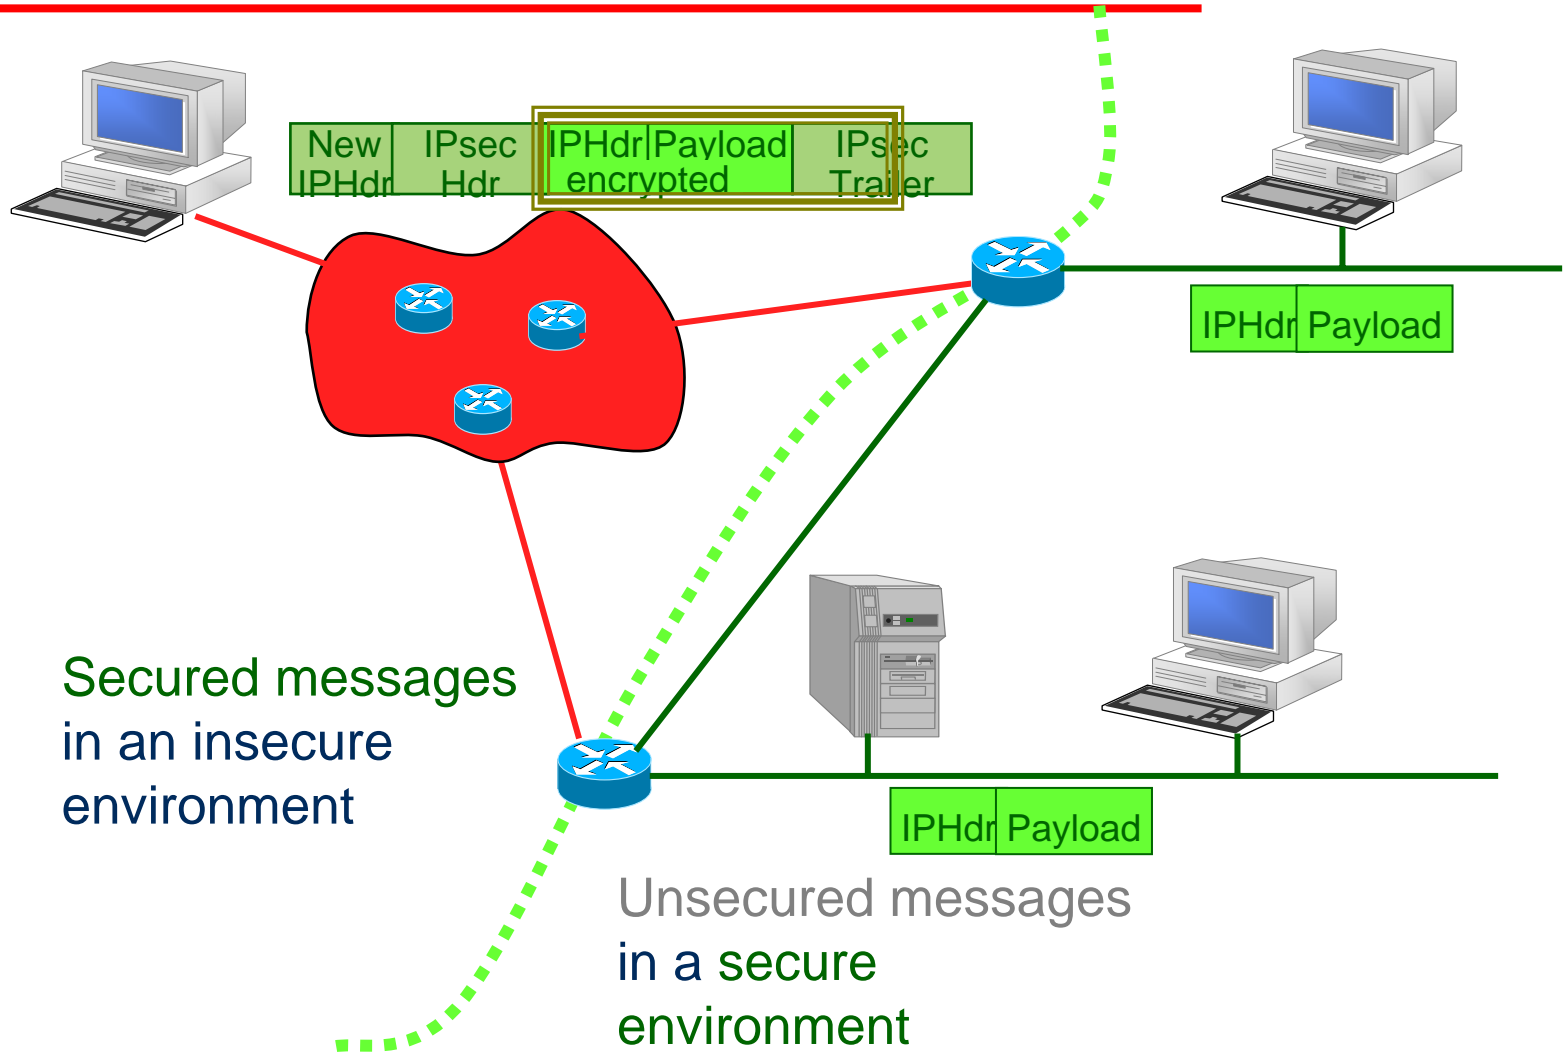 New IPsec IPHdr|Payload IPsec
IPHdr Hdr encrypted Trailer
IPHdr Payload
Secured messages
in an insecure
environment
IPHdr Payload
Unsecured messages
in a secure
environment